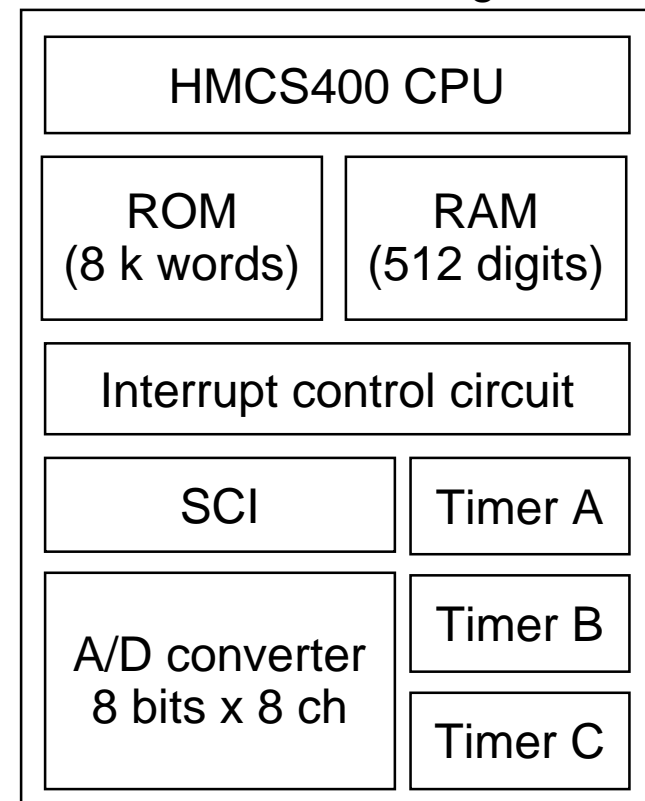 HMCS400 CPU
ROM
(8 k words)
RAM
(512 digits)
Interrupt control circuit
SCI
Timer A
A/D converter
8 bits x 8 ch
Timer B
Timer C